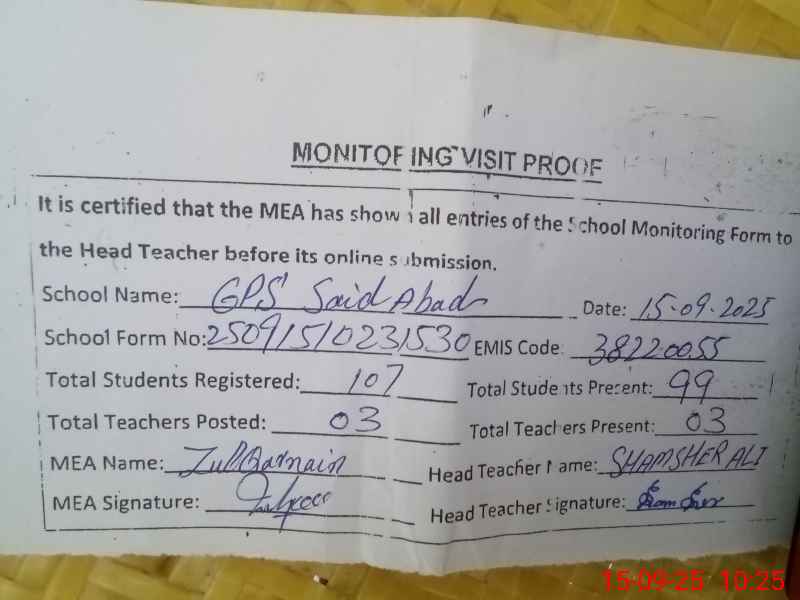 MONITORING VISIT PROOF
It is certified that the MEA has shown all entries of the School Monitoring Form to
the Head Teacher before its online submission.
School Name: GPS Said Abad Date: 15-09-2025
School Form No: 25091510231530 EMIS Code: 38220055
Total Students Registered: 107 Total Students Present: 99
Total Teachers Posted: 03 Total Teachers Present: 03
MEA Name: Zulqarnain Head Teacher Name: SHAMSHER ALI
MEA Signature: Head Teacher Signature:
15-09-25 10:25